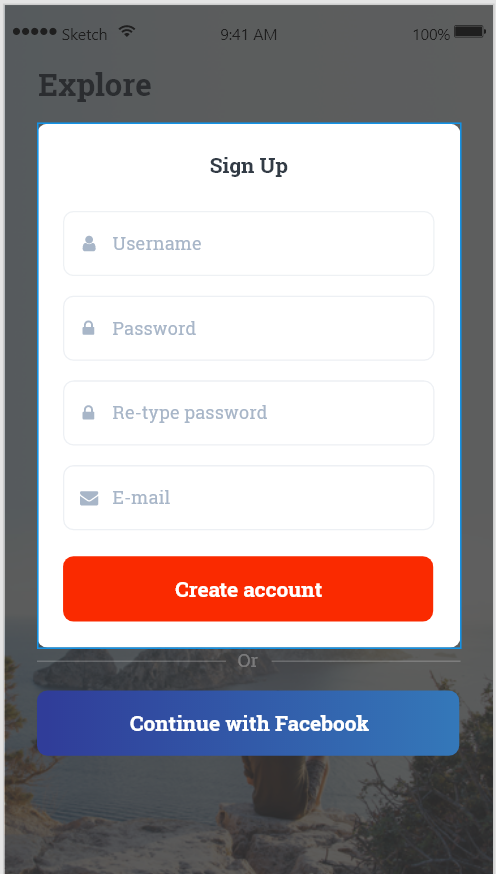 Sketch 9:41 AM 100%
Explore
Sign Up
Username
Password
Re-type password
E-mail
Create account
Or
Continue with Facebook